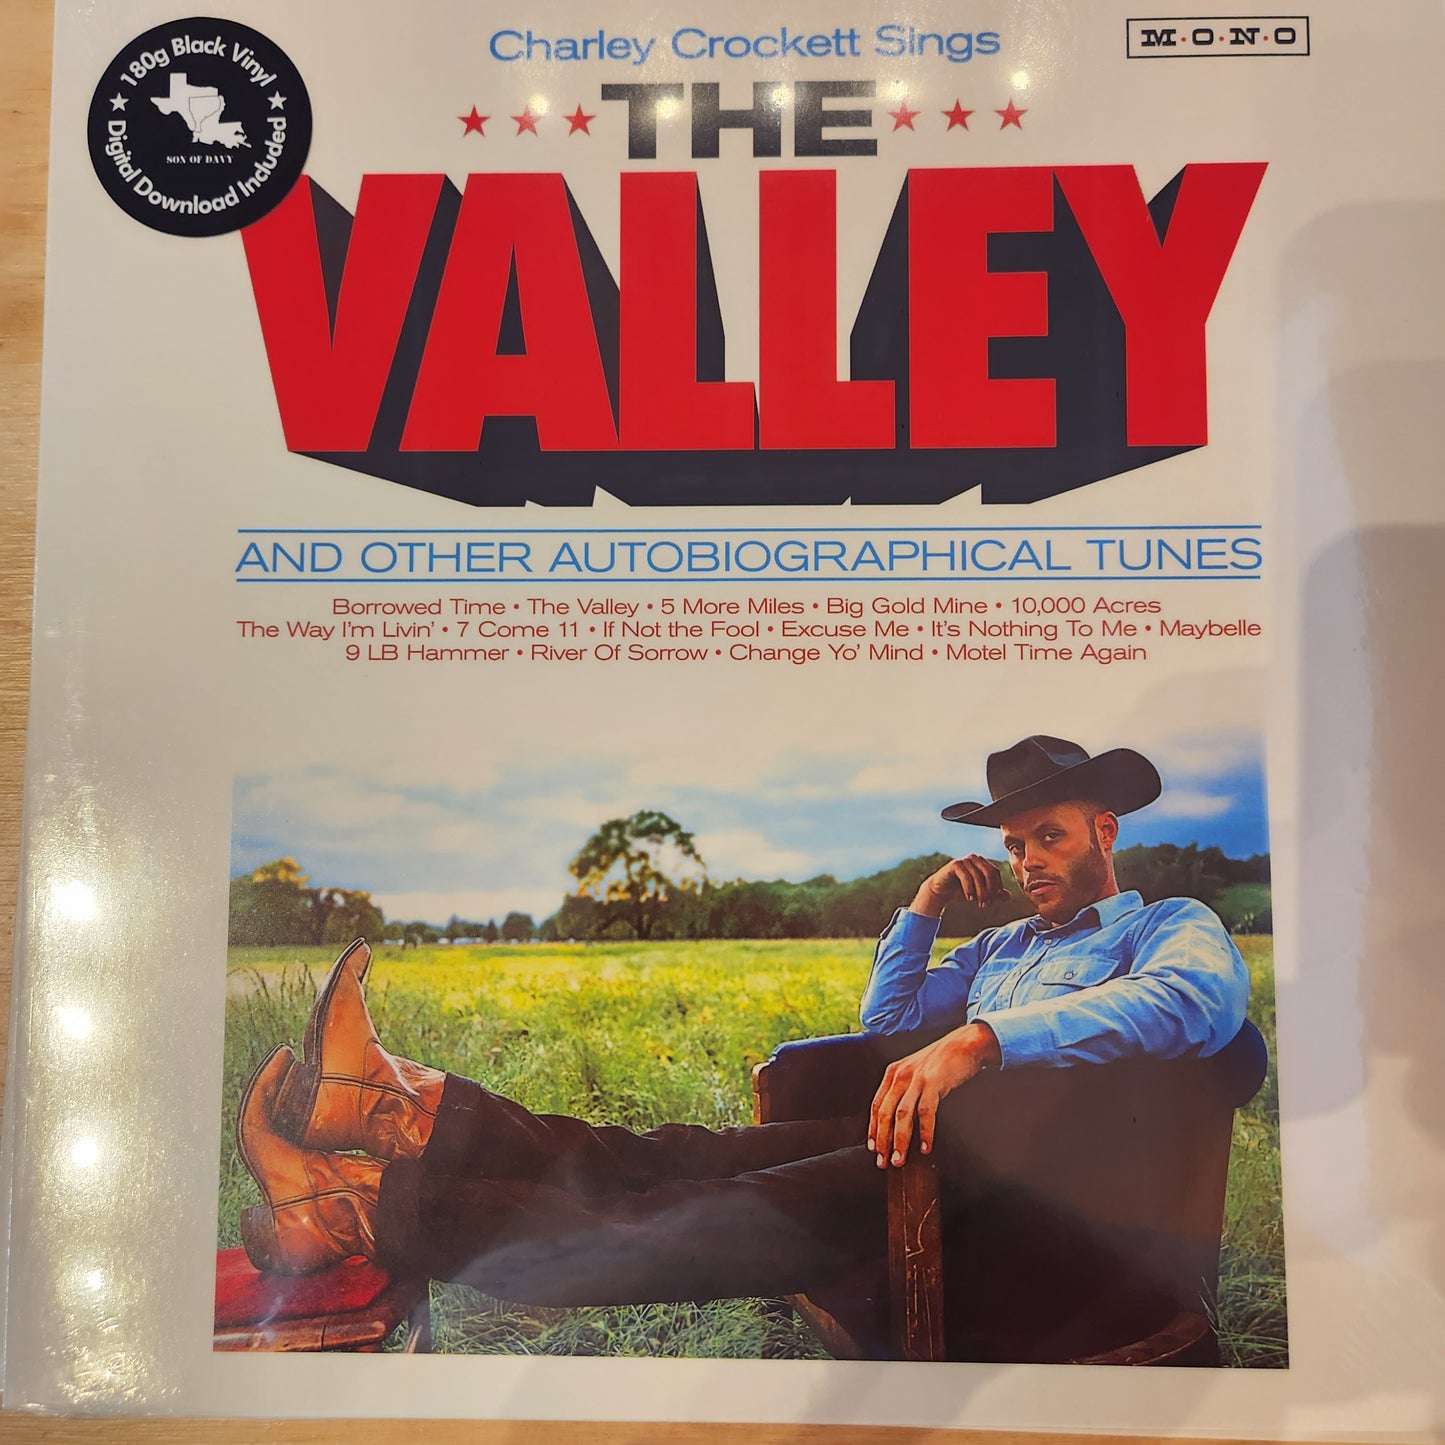 180g Black Vinyl
SON OF DAVY
Digital Download Included
Charley Crockett Sings
M·O·N·O
THE
VALLEY
AND OTHER AUTOBIOGRAPHICAL TUNES
Borrowed Time • The Valley • 5 More Miles • Big Gold Mine • 10,000 Acres
The Way I'm Livin' • 7 Come 11 • If Not the Fool • Excuse Me • It's Nothing To Me • Maybelle
9 LB Hammer • River Of Sorrow • Change Yo' Mind • Motel Time Again